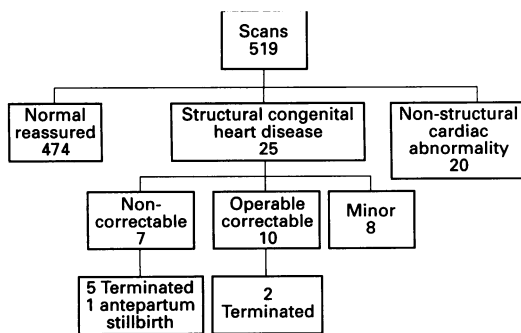 Scans
519
Normal
reassured
474
Structural congenital
heart disease
25
Non-structural
cardiac
abnormality
20
Non-
correctable
7
Operable
correctable
10
Minor
8
5 Terminated
1 antepartum
stillbirth
2
Terminated